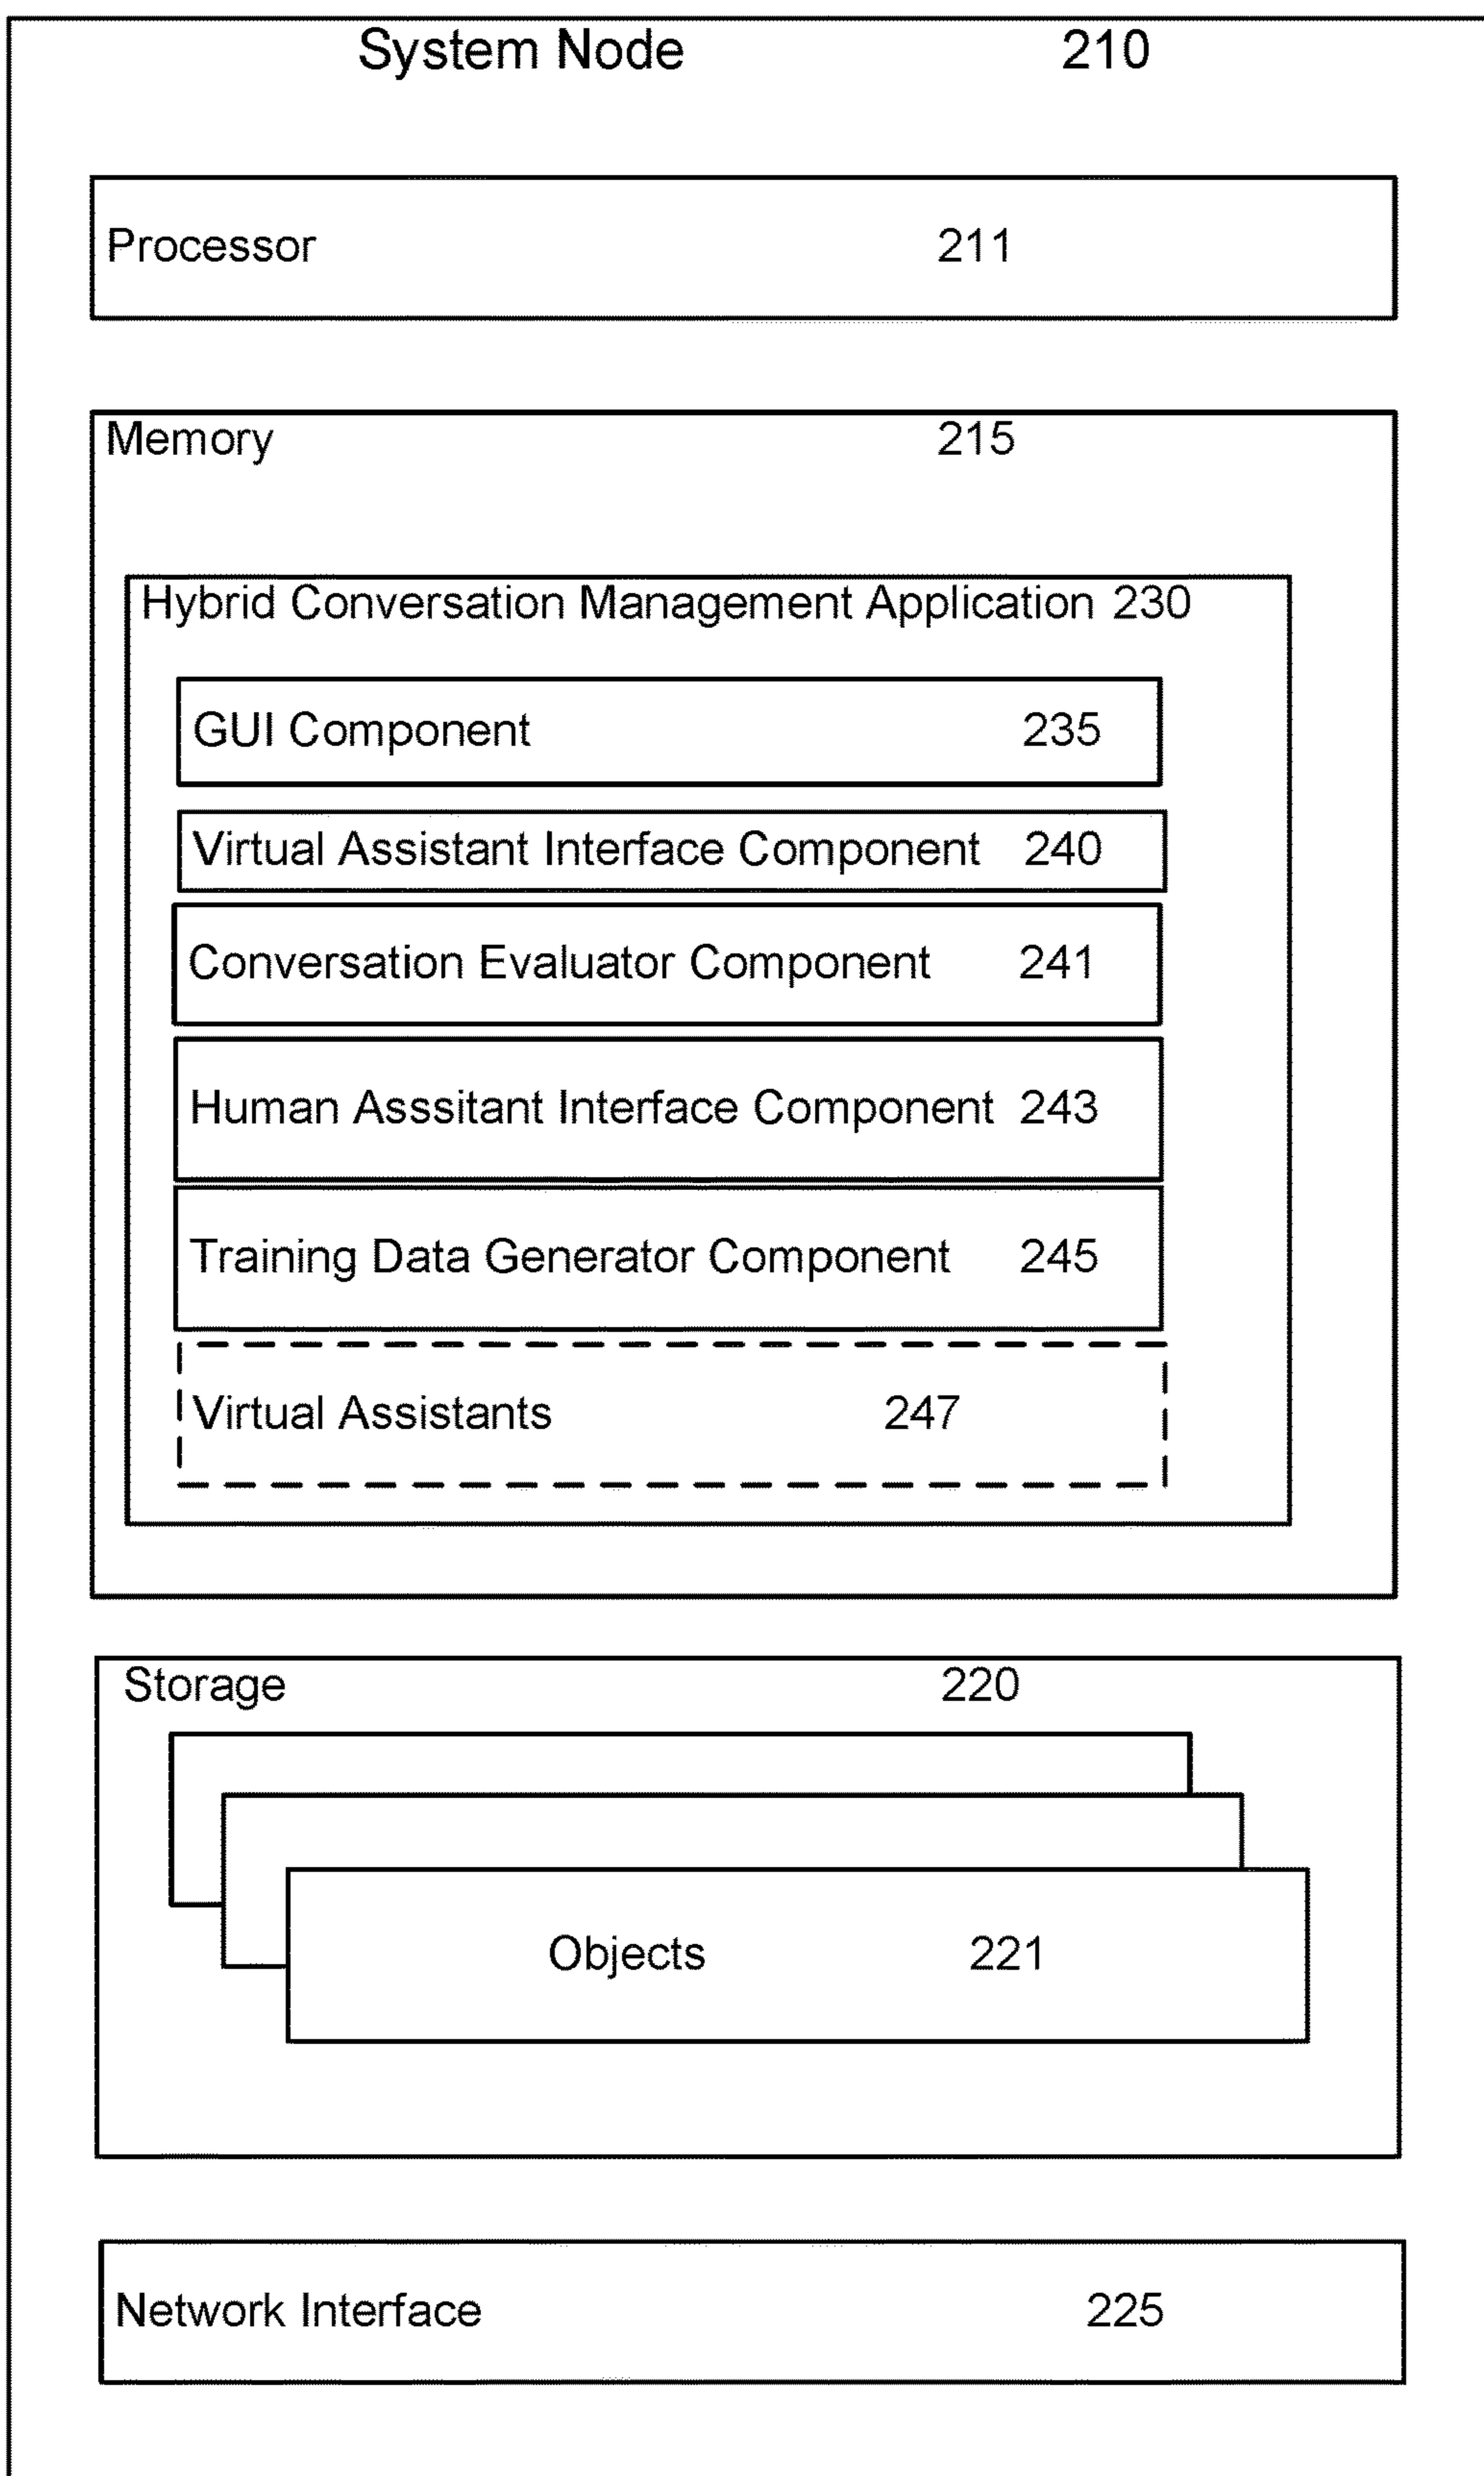 System Node 210
Processor 211
Memory 215
Hybrid Conversation Management Application 230
GUI Component 235
Virtual Assistant Interface Component 240
Conversation Evaluator Component 241
Human Asssitant Interface Component 243
Training Data Generator Component 245
Virtual Assistants 247
Storage 220
Objects 221
Network Interface 225